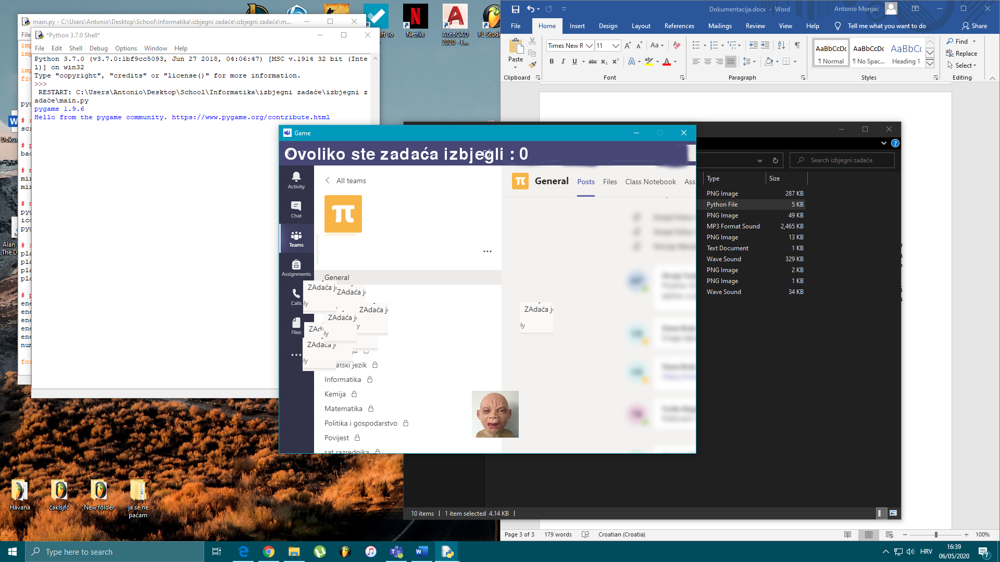 main.py - C:\Users\Antonio\Desktop\School\Informatika\izbjegni zadaće\izbjegni zadaće\m...
*Python 3.7.0 Shell*
File Edit Shell Debug Options Window Help
Python 3.7.0 (v3.7.0:1bf9cc5093, Jun 27 2018, 04:06:47) [MSC v.1914 32 bit (Inte
l)] on win32
Type "copyright", "credits" or "license()" for more information.
>>>
RESTART: C:\Users\Antonio\Desktop\School\Informatika\izbjegni zadaće\izbjegni z
adaće\main.py
pygame 1.9.6
Hello from the pygame community. https://www.pygame.org/contribute.html
Netflix
AutoCAD
2020 - E...
FL Studi
Dokumentacija.docx - Word
Antonio Monjac
File Home Insert Design Layout References Mailings Review View Help Tell me what you want to do Share
Paste
Times New R 11
Find
Replace
Select
AaBbCcDc AaBbCcDc AaBbCc
¶ Normal ¶ No Spac... Heading 1
Clipboard Font Paragraph Styles Editing
Game
Ovoliko ste zadaća izbjegli : 0
Activity
Chat
Teams
Assignments
Calls
Files
All teams
General
Posts Files Class Notebook Ass
General
ZAdaća j
ZAdaća j
ZAdaća j
ZAdaća j
ZAda
ZAdaća j
ZAdaća j
atski jezik
Informatika
Kemija
Matematika
Politika i gospodarstvo
Povijest
sat razrednika
Search izbjegni zadaće
Type Size
PNG Image 287 KB
Python File 5 KB
PNG Image 49 KB
MP3 Format Sound 2,465 KB
PNG Image 13 KB
Text Document 1 KB
Wave Sound 329 KB
PNG Image 2 KB
PNG Image 1 KB
Wave Sound 34 KB
10 items 1 item selected 4.14 KB
Havana
čaklsjfč
New folder
ja se ne
paćam
Page 3 of 3 179 words Croatian (Croatia) 100%
Type here to search
HRV
16:39
06/05/2020
7